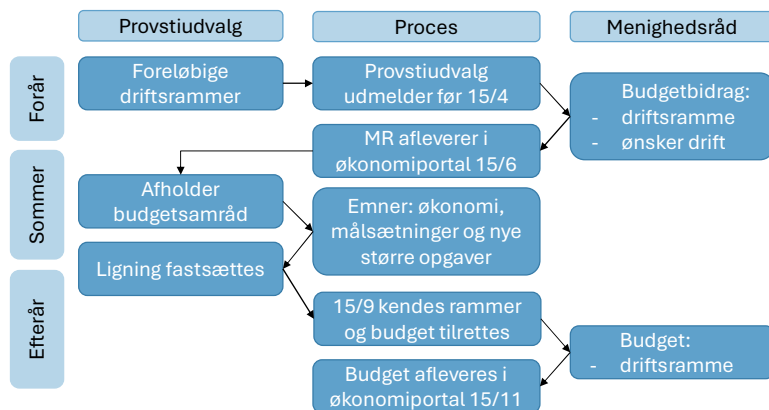 Provstiudvalg
Proces
Menighedsråd
Forår
Foreløbige
driftsrammer
Provstiudvalg
udmelder før 15/4
Budgetbidrag:
- driftsramme
- ønsker drift
MR afleverer i
økonomiportal 15/6
Sommer
Afholder
budgetsamråd
Emner: økonomi,
målsætninger og nye
større opgaver
Ligning fastsættes
Efterår
15/9 kendes rammer
og budget tilrettes
Budget:
- driftsramme
Budget afleveres i
økonomiportal 15/11